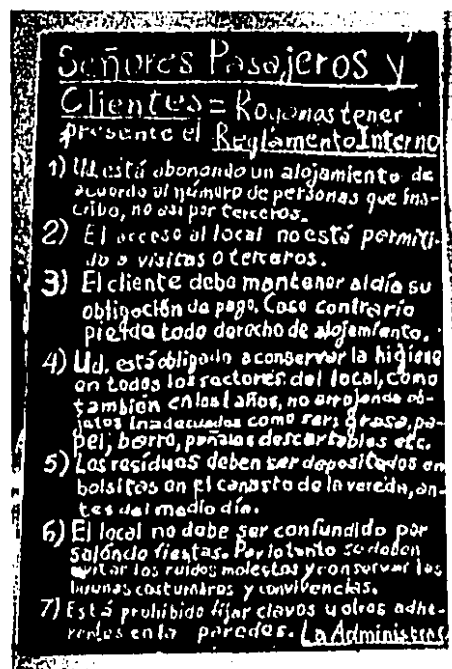 Señores Pasajeros y
Clientes = Rogamos tener
presente el Reglamento Interno
1) Ud. está abonando un alojamiento de
acuerdo al número de personas que ins-
cribo, no así por terceros.
2) El acceso al local no está permiti-
do a visitas o terceros.
3) El cliente debe mantener al día su
obligación de pago. Caso contrario
pierde todo derecho de alojamiento.
4) Ud. está obligado a conservar la higiene
en todos los sectores del local, como
también en los baños, no arrojando ob-
jetos inadecuados como ser: grasa, pa-
pel, barro, pañales descartables etc.
5) Los residuos deben ser depositados en
bolsitas en el canasto de la vereda, an-
tes del medio día.
6) El local no debe ser confundido por
salón de fiestas. Por lo tanto se deben
evitar los ruidos molestos y conservar las
buenas costumbres y convivencias.
7) Está prohibido fijar clavos u otros adhe-
rentes en la paredes. La Administrac